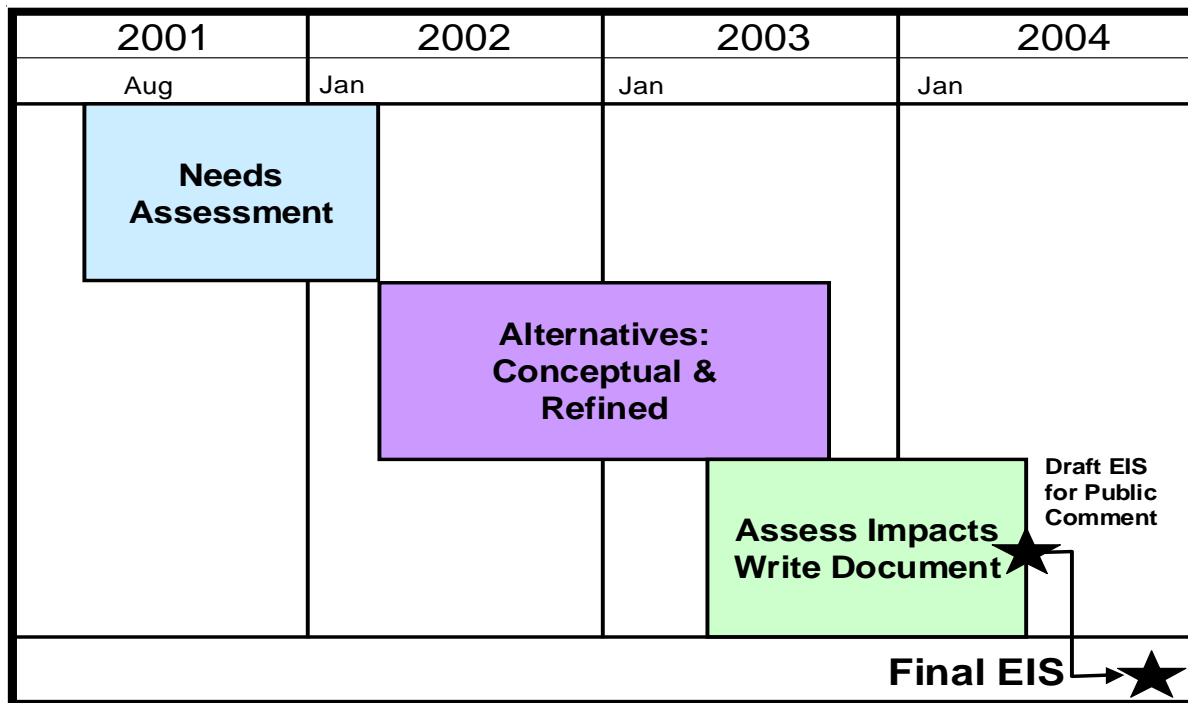 2001 2002 2003 2004
Aug Jan Jan Jan
Needs
Assessment
Alternatives:
Conceptual &
Refined
Draft EIS
for Public
Comment
Assess Impacts
Write Document
Final EIS